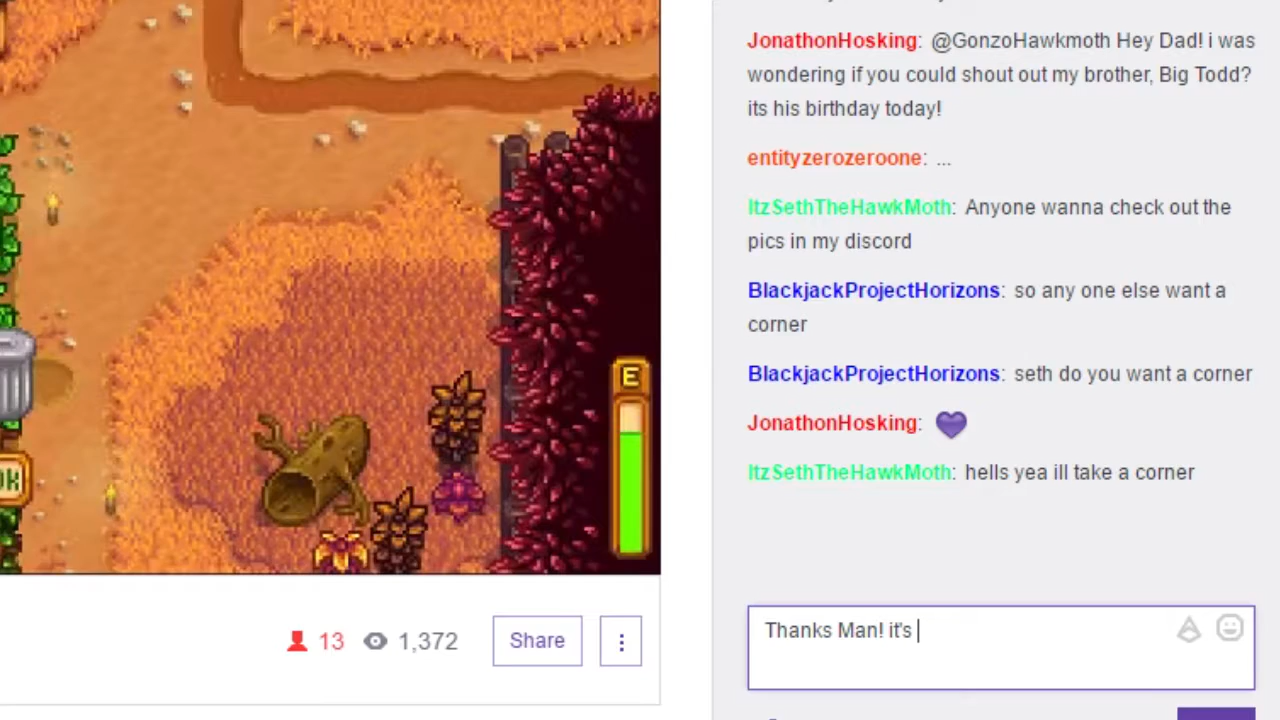 JonathonHosking: @GonzoHawkmoth Hey Dad! i was
wondering if you could shout out my brother, Big Todd?
its his birthday today!
entityzerozeroone: ...
ItzSethTheHawkMoth: Anyone wanna check out the
pics in my discord
BlackjackProjectHorizons: so any one else want a
corner
BlackjackProjectHorizons: seth do you want a corner
E
JonathonHosking:
ItzSethTheHawkMoth: hells yea ill take a corner
Thanks Man! it's
13 1,372 Share